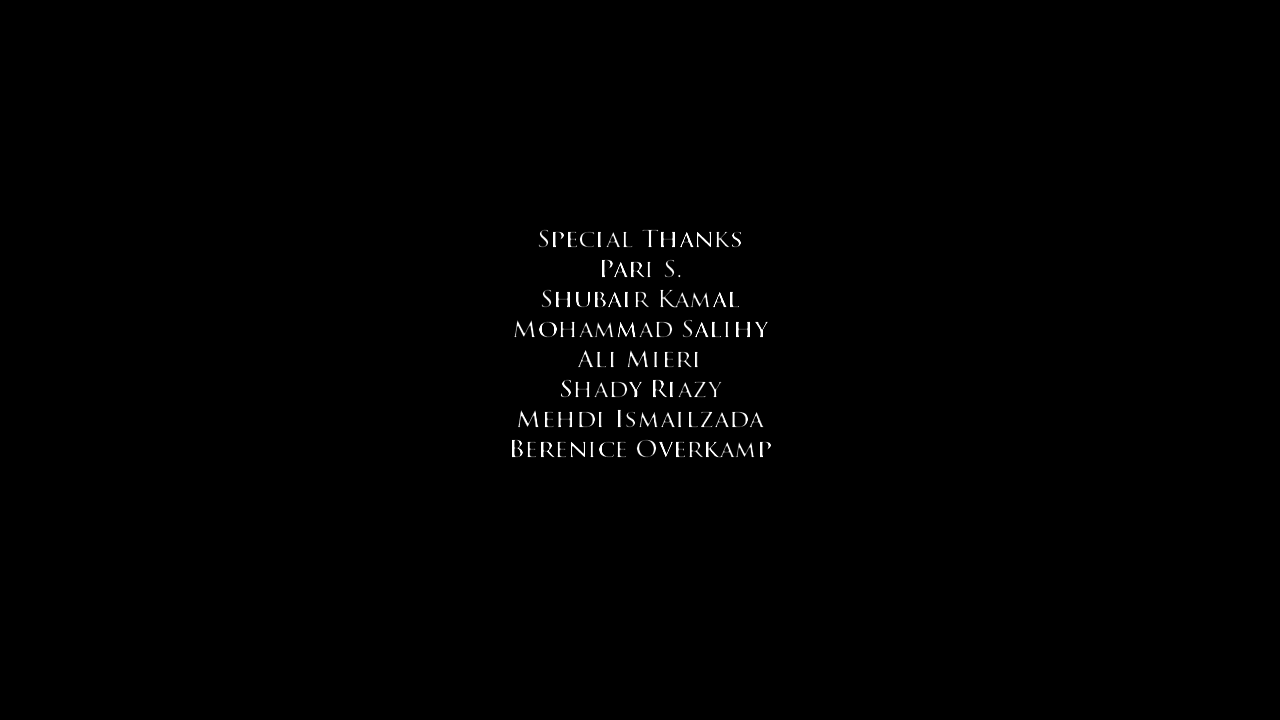 Special Thanks
Pari S.
Shubair Kamal
Mohammad Salihy
Ali Mieri
Shady Riazy
Mehdi Ismailzada
Berenice Overkamp